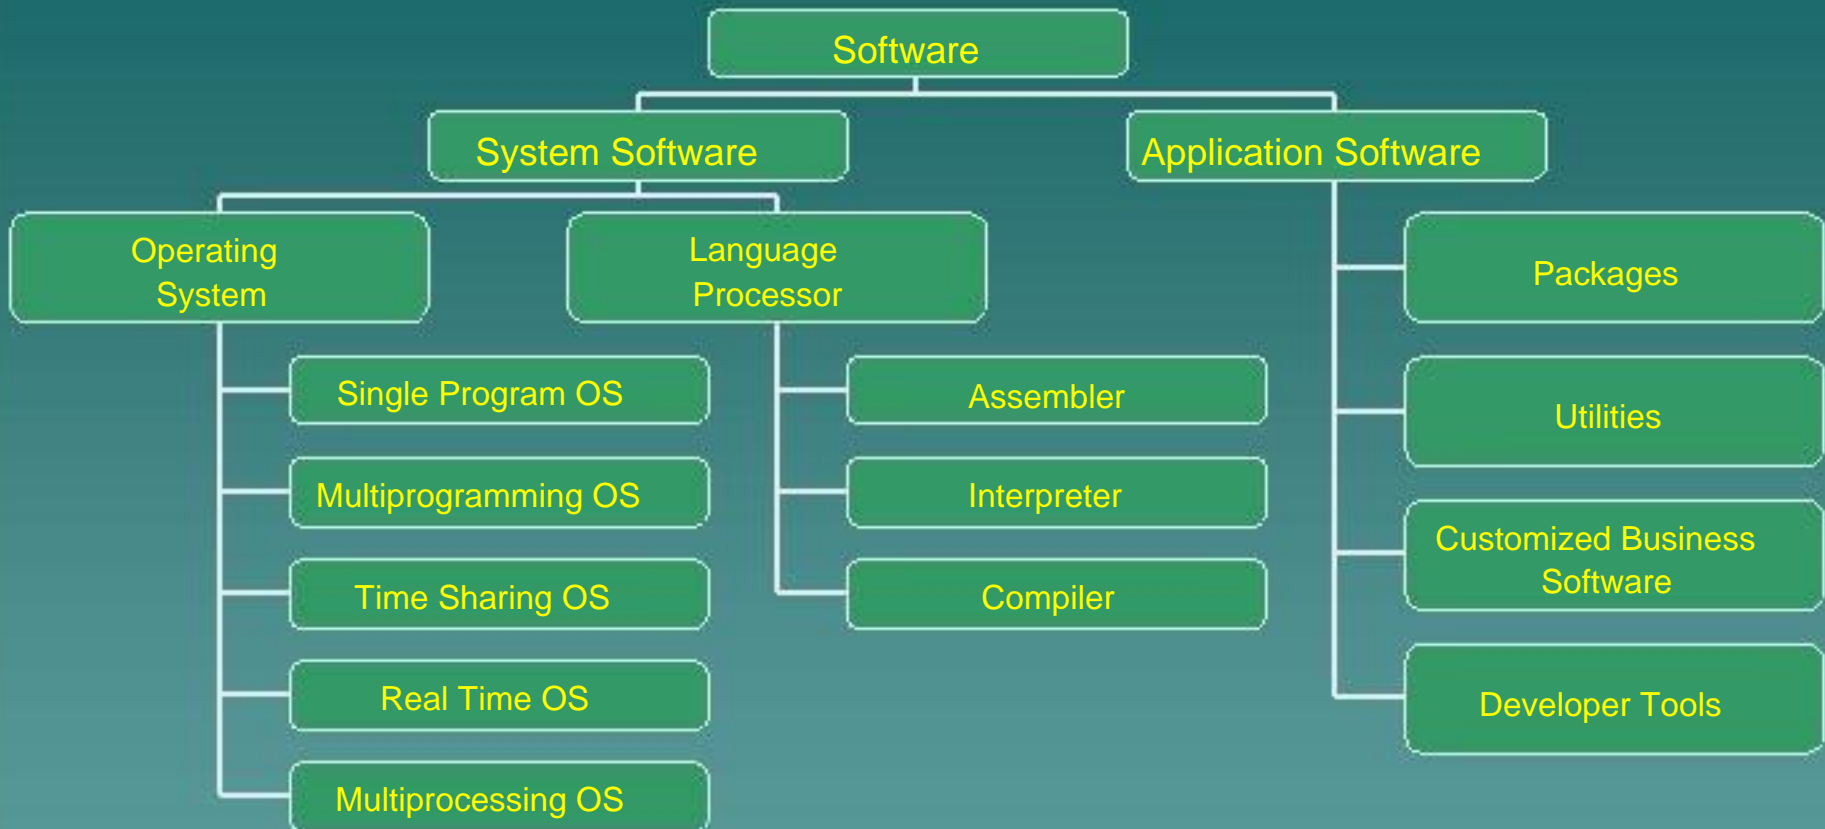 Software
System Software
Application Software
Operating
System
Language
Processor
Single Program OS
Multiprogramming OS
Time Sharing OS
Real Time OS
Multiprocessing OS
Assembler
Interpreter
Compiler
Packages
Utilities
Customized Business
Software
Developer Tools